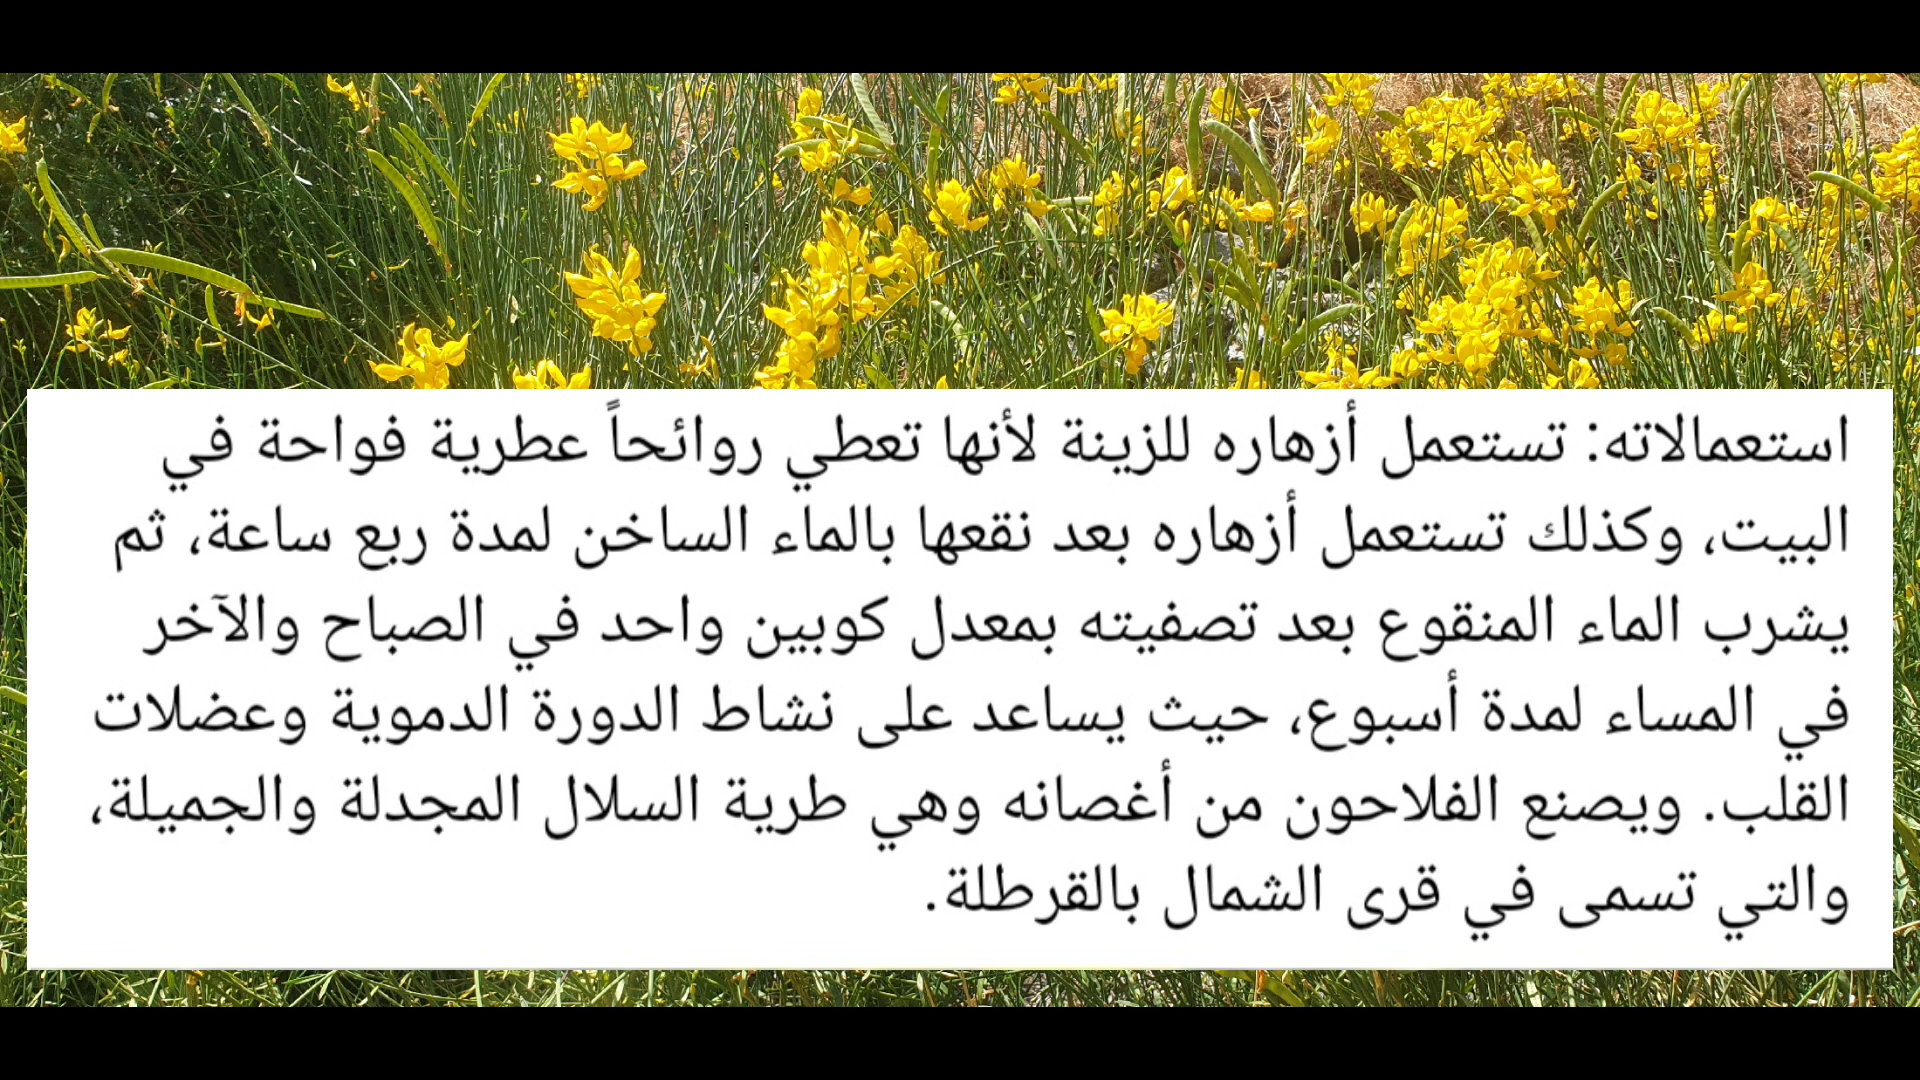 استعمالاته: تستعمل أزهاره للزينة لأنها تعطي روائحاً عطرية فواحة في
البيت، وكذلك تستعمل أزهاره بعد نقعها بالماء الساخن لمدة ربع ساعة، ثم
يشرب الماء المنقوع بعد تصفيته بمعدل كوبين واحد في الصباح والآخر
في المساء لمدة أسبوع، حيث يساعد على نشاط الدورة الدموية وعضلات
القلب. ويصنع الفلاحون من أغصانه وهي طرية السلال المجدلة والجميلة،
والتي تسمى في قرى الشمال بالقرطلة.